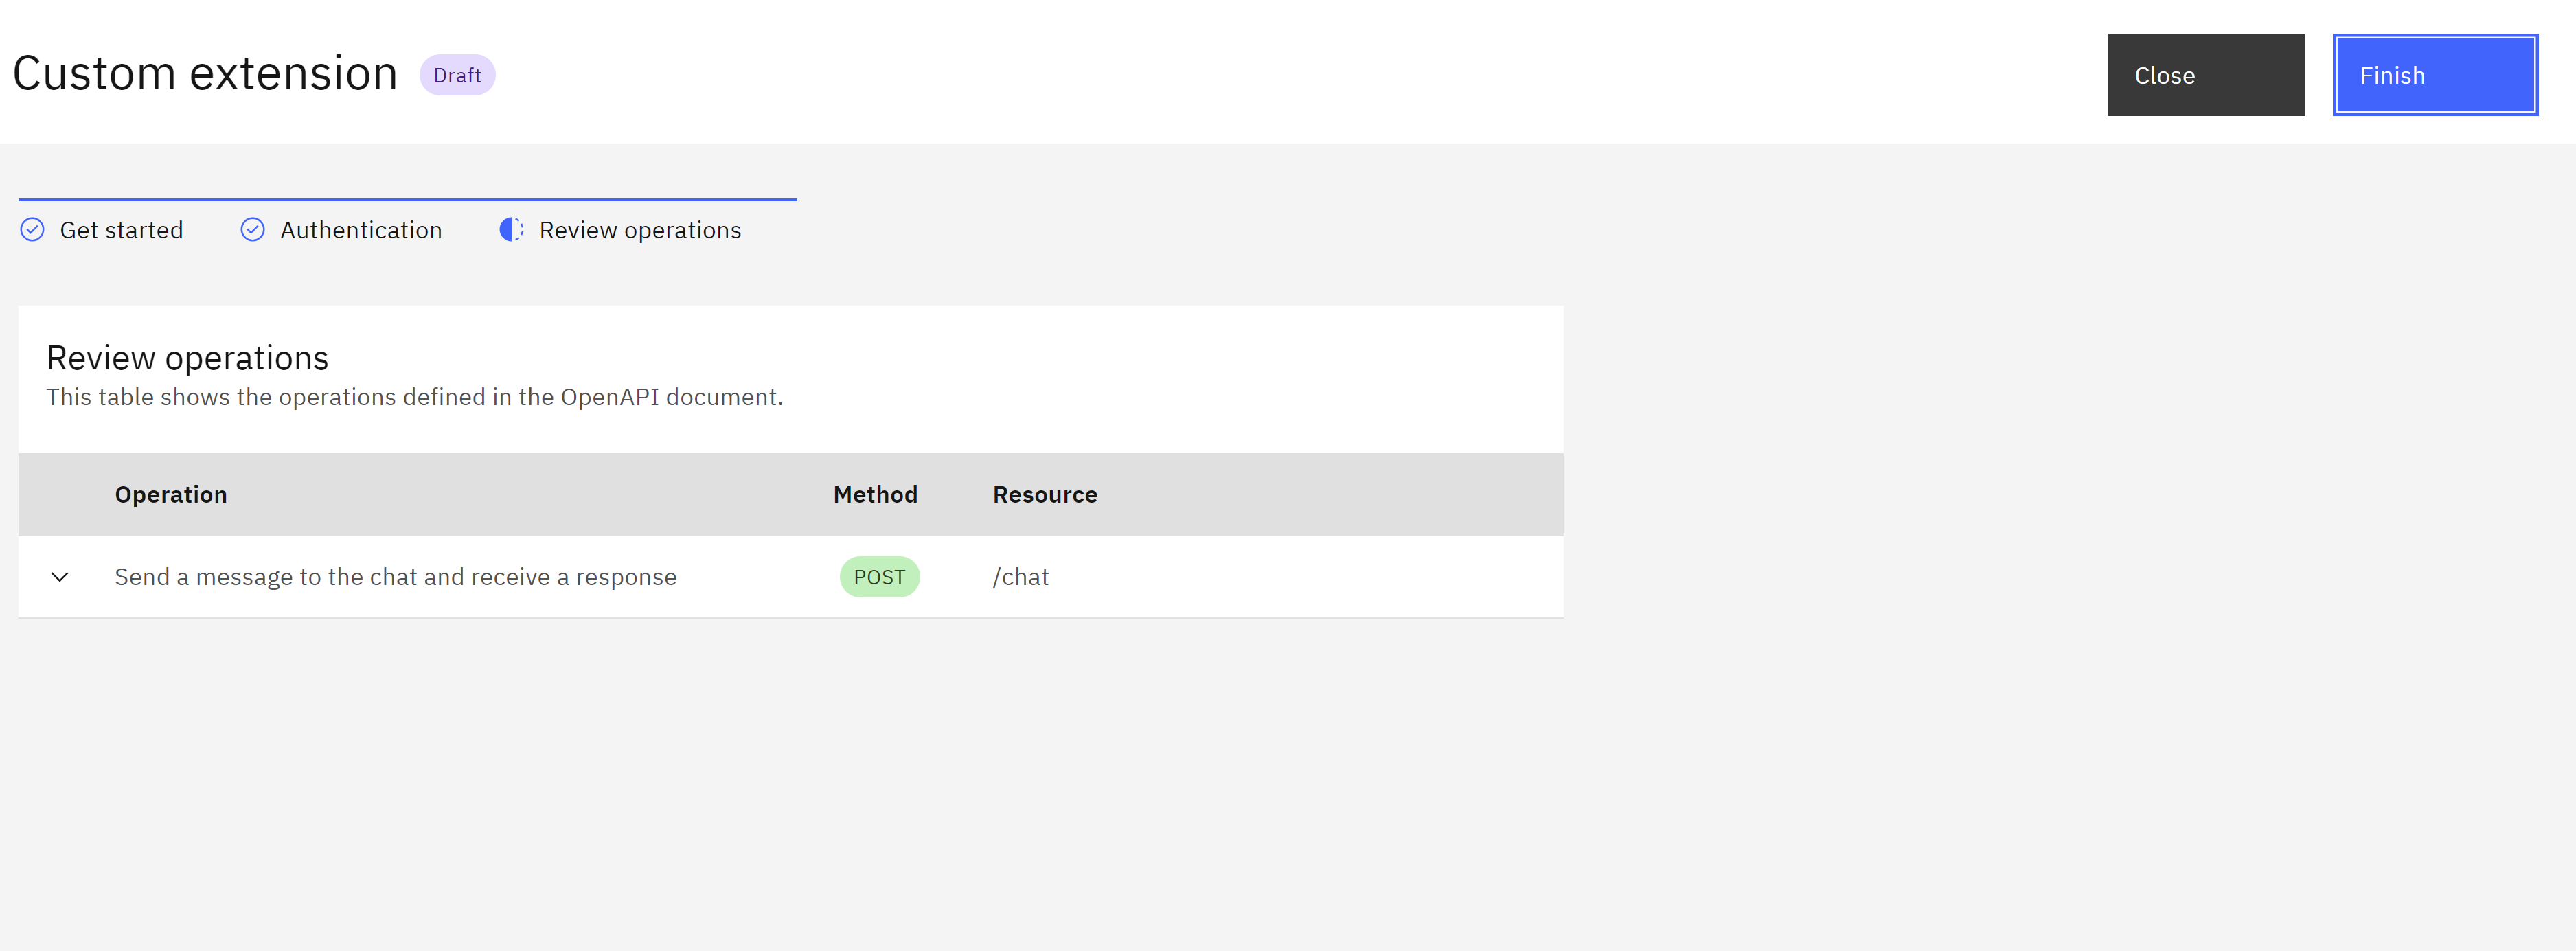 Custom extension Draft Close Finish
Get started Authentication Review operations
Review operations
This table shows the operations defined in the OpenAPI document.
Operation Method Resource
Send a message to the chat and receive a response POST /chat